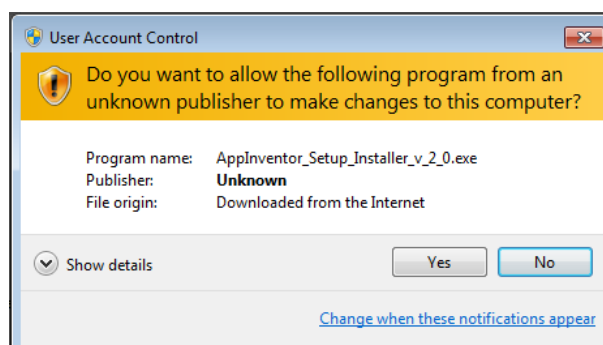 User Account Control
Do you want to allow the following program from an
unknown publisher to make changes to this computer?
Program name: AppInventor_Setup_Installer_v_2_0.exe
Publisher: Unknown
File origin: Downloaded from the Internet
Show details
Yes
No
Change when these notifications appear